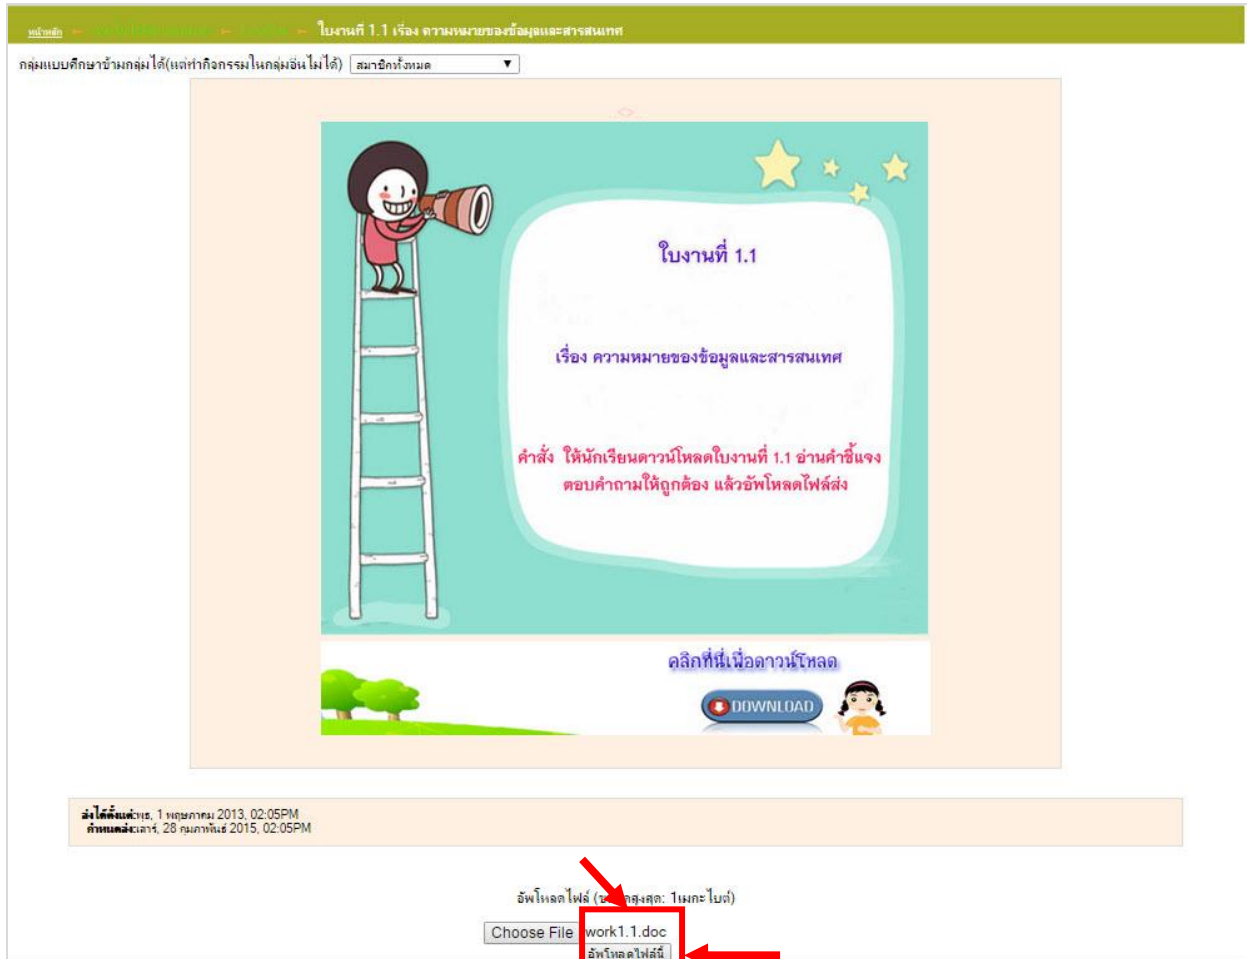 หน้าหลัก ► ► ► ใบงานที่ 1.1 เรื่อง ความหมายของข้อมูลและสารสนเทศ
กลุ่มแบบศึกษาข้ามกลุ่มได้(แต่ทำกิจกรรมในกลุ่มอื่นไม่ได้) สมาชิกทั้งหมด
<>
ใบงานที่ 1.1
เรื่อง ความหมายของข้อมูลและสารสนเทศ
คำสั่ง ให้นักเรียนดาวน์โหลดใบงานที่ 1.1 อ่านคำชี้แจง
ตอบคำถามให้ถูกต้อง แล้วอัพโหลดไฟล์ส่ง
คลิกที่นี่เพื่อดาวน์โหลด
DOWNLOAD
ส่งได้ตั้งแต่:พุธ, 1 พฤษภาคม 2013, 02:05PM
กำหนดส่ง:เสาร์, 28 กุมภาพันธ์ 2015, 02:05PM
อัพโหลดไฟล์ (สูงสุด: 1เมกะไบต์)
Choose File work1.1.doc
อัพโหลดไฟล์นี้